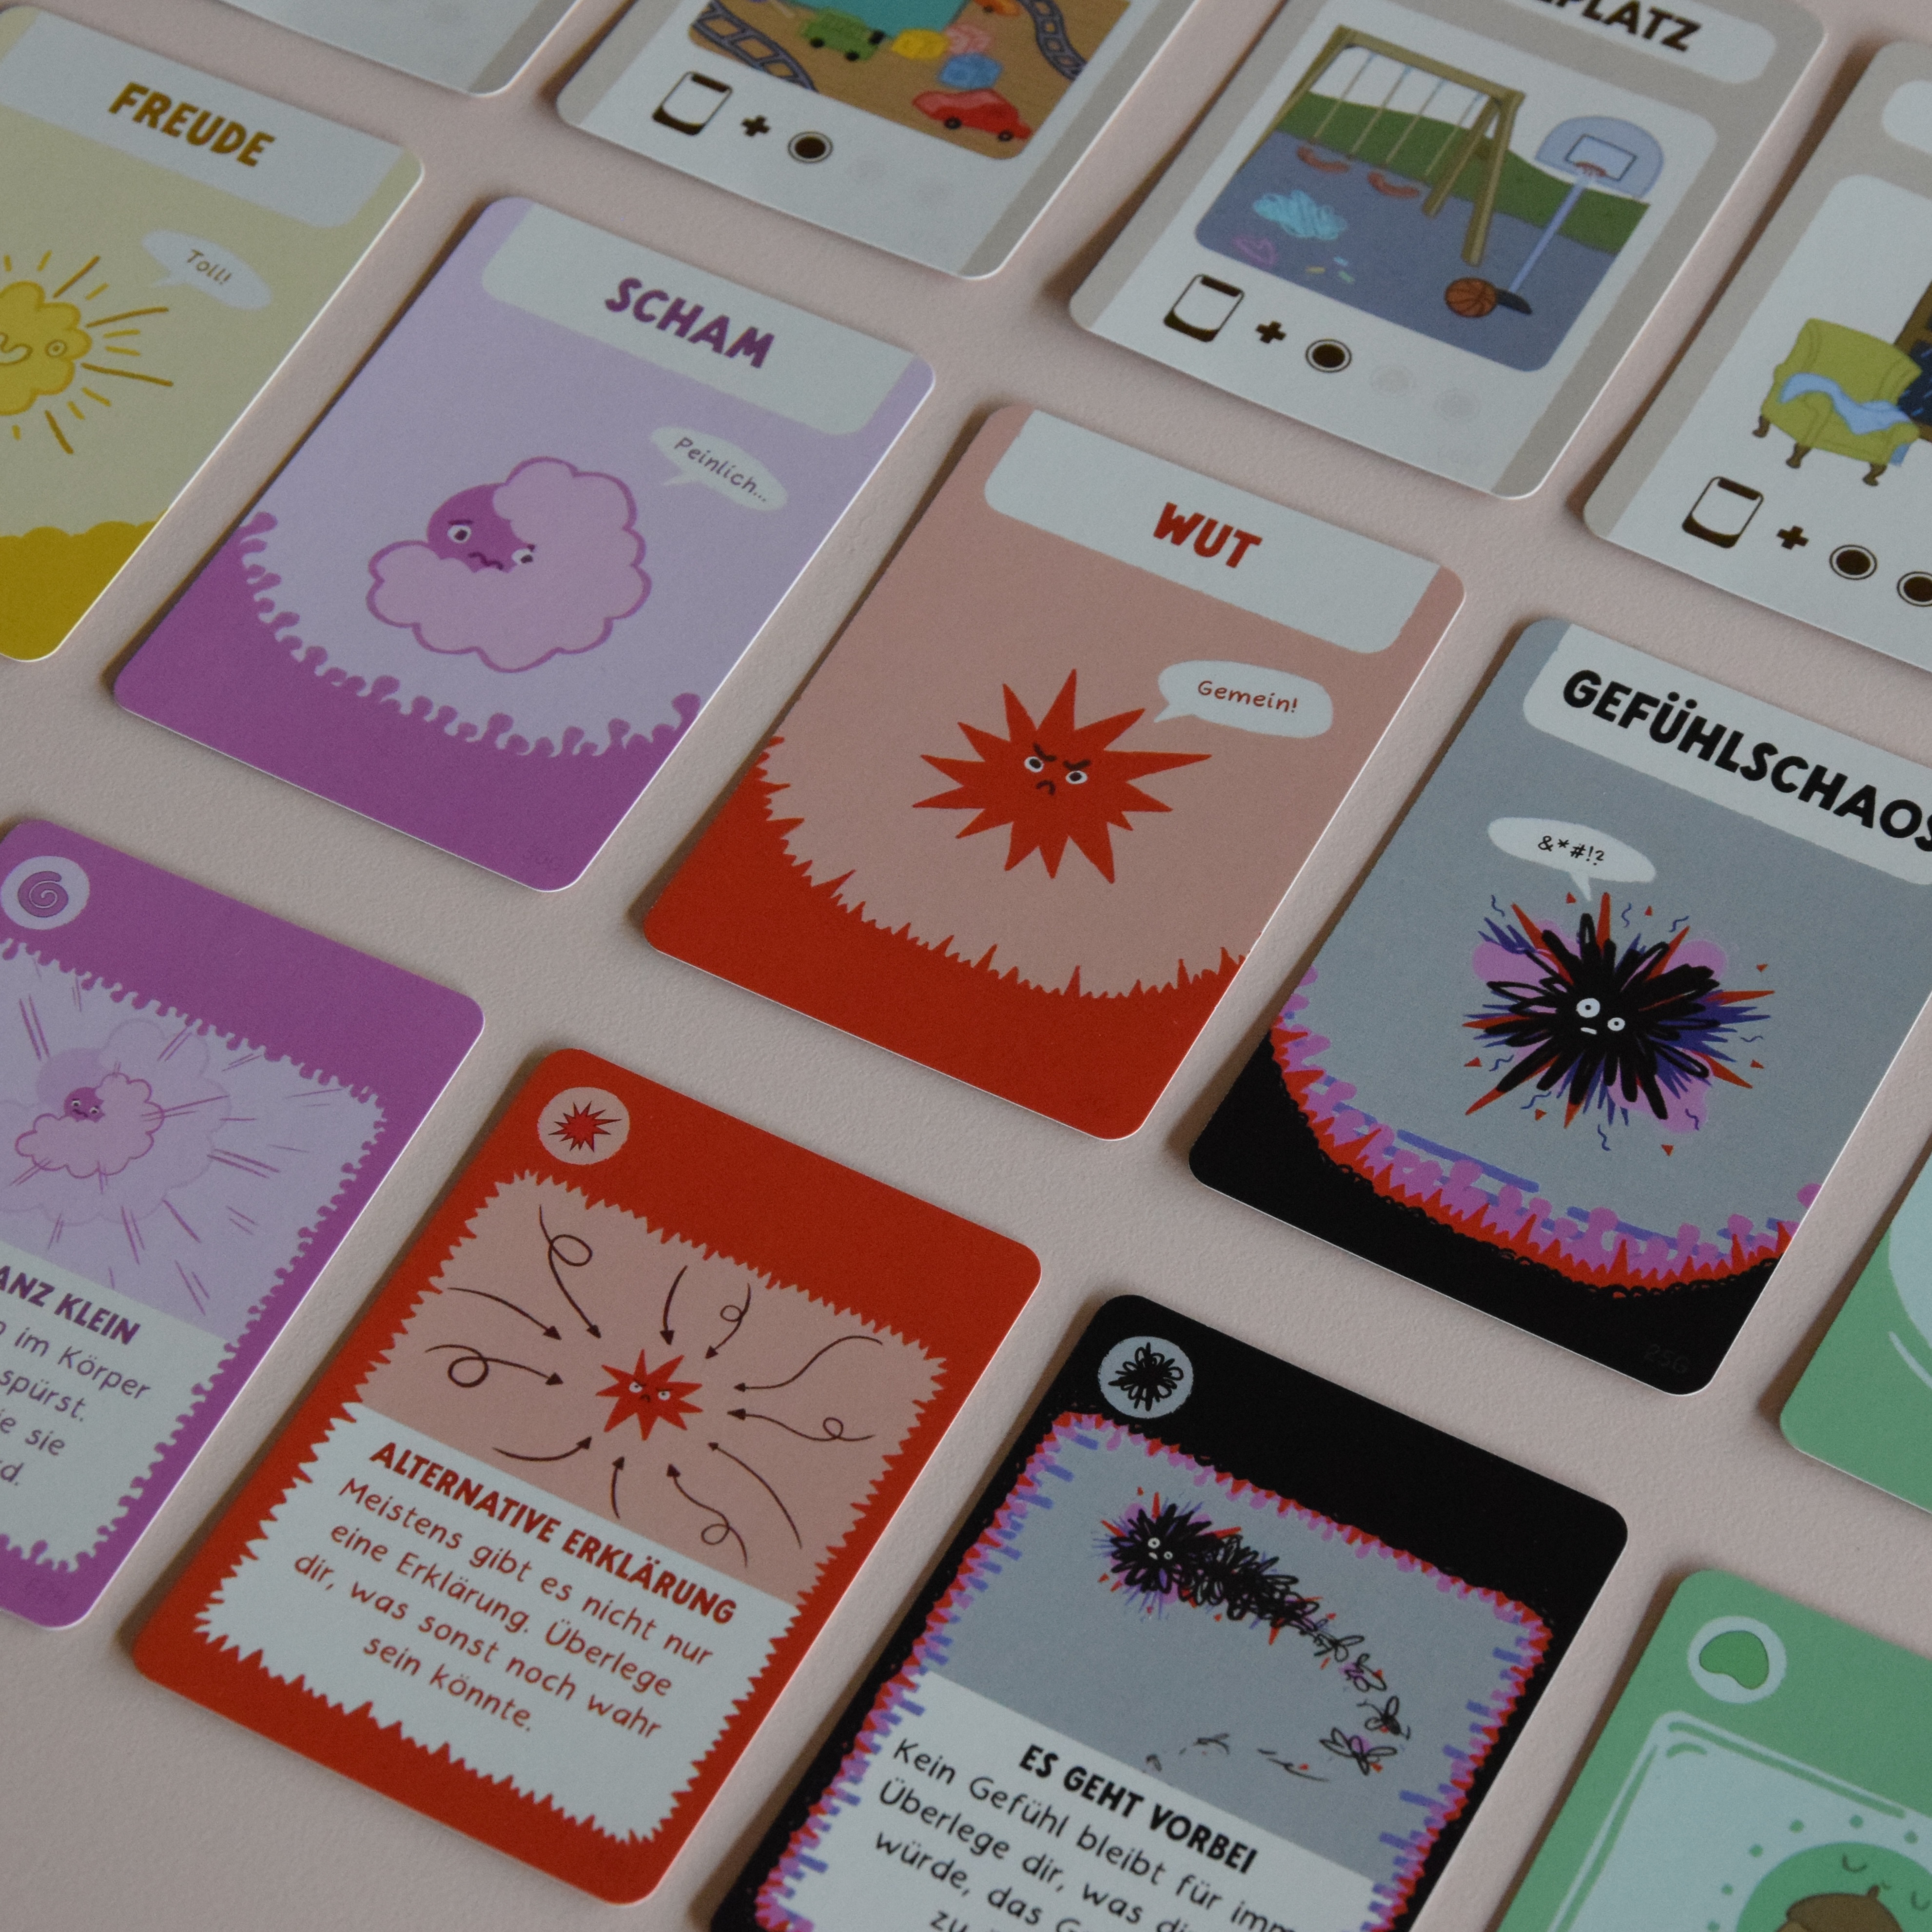 PLATZ
FREUDE
Toll!
SCHAM
Peinlich...
WUT
Gemein!
GEFÜHLSCHAOS
&*#!?
25G
KLEIN
im Körper
spürst.
sie
ALTERNATIVE ERKLÄRUNG
Meistens gibt es nicht nur
eine Erklärung. Überlege
dir, was sonst noch wahr
sein könnte.
ES GEHT VORBEI
Kein Gefühl bleibt für imm
Überlege dir, was di
würde, das G
zu